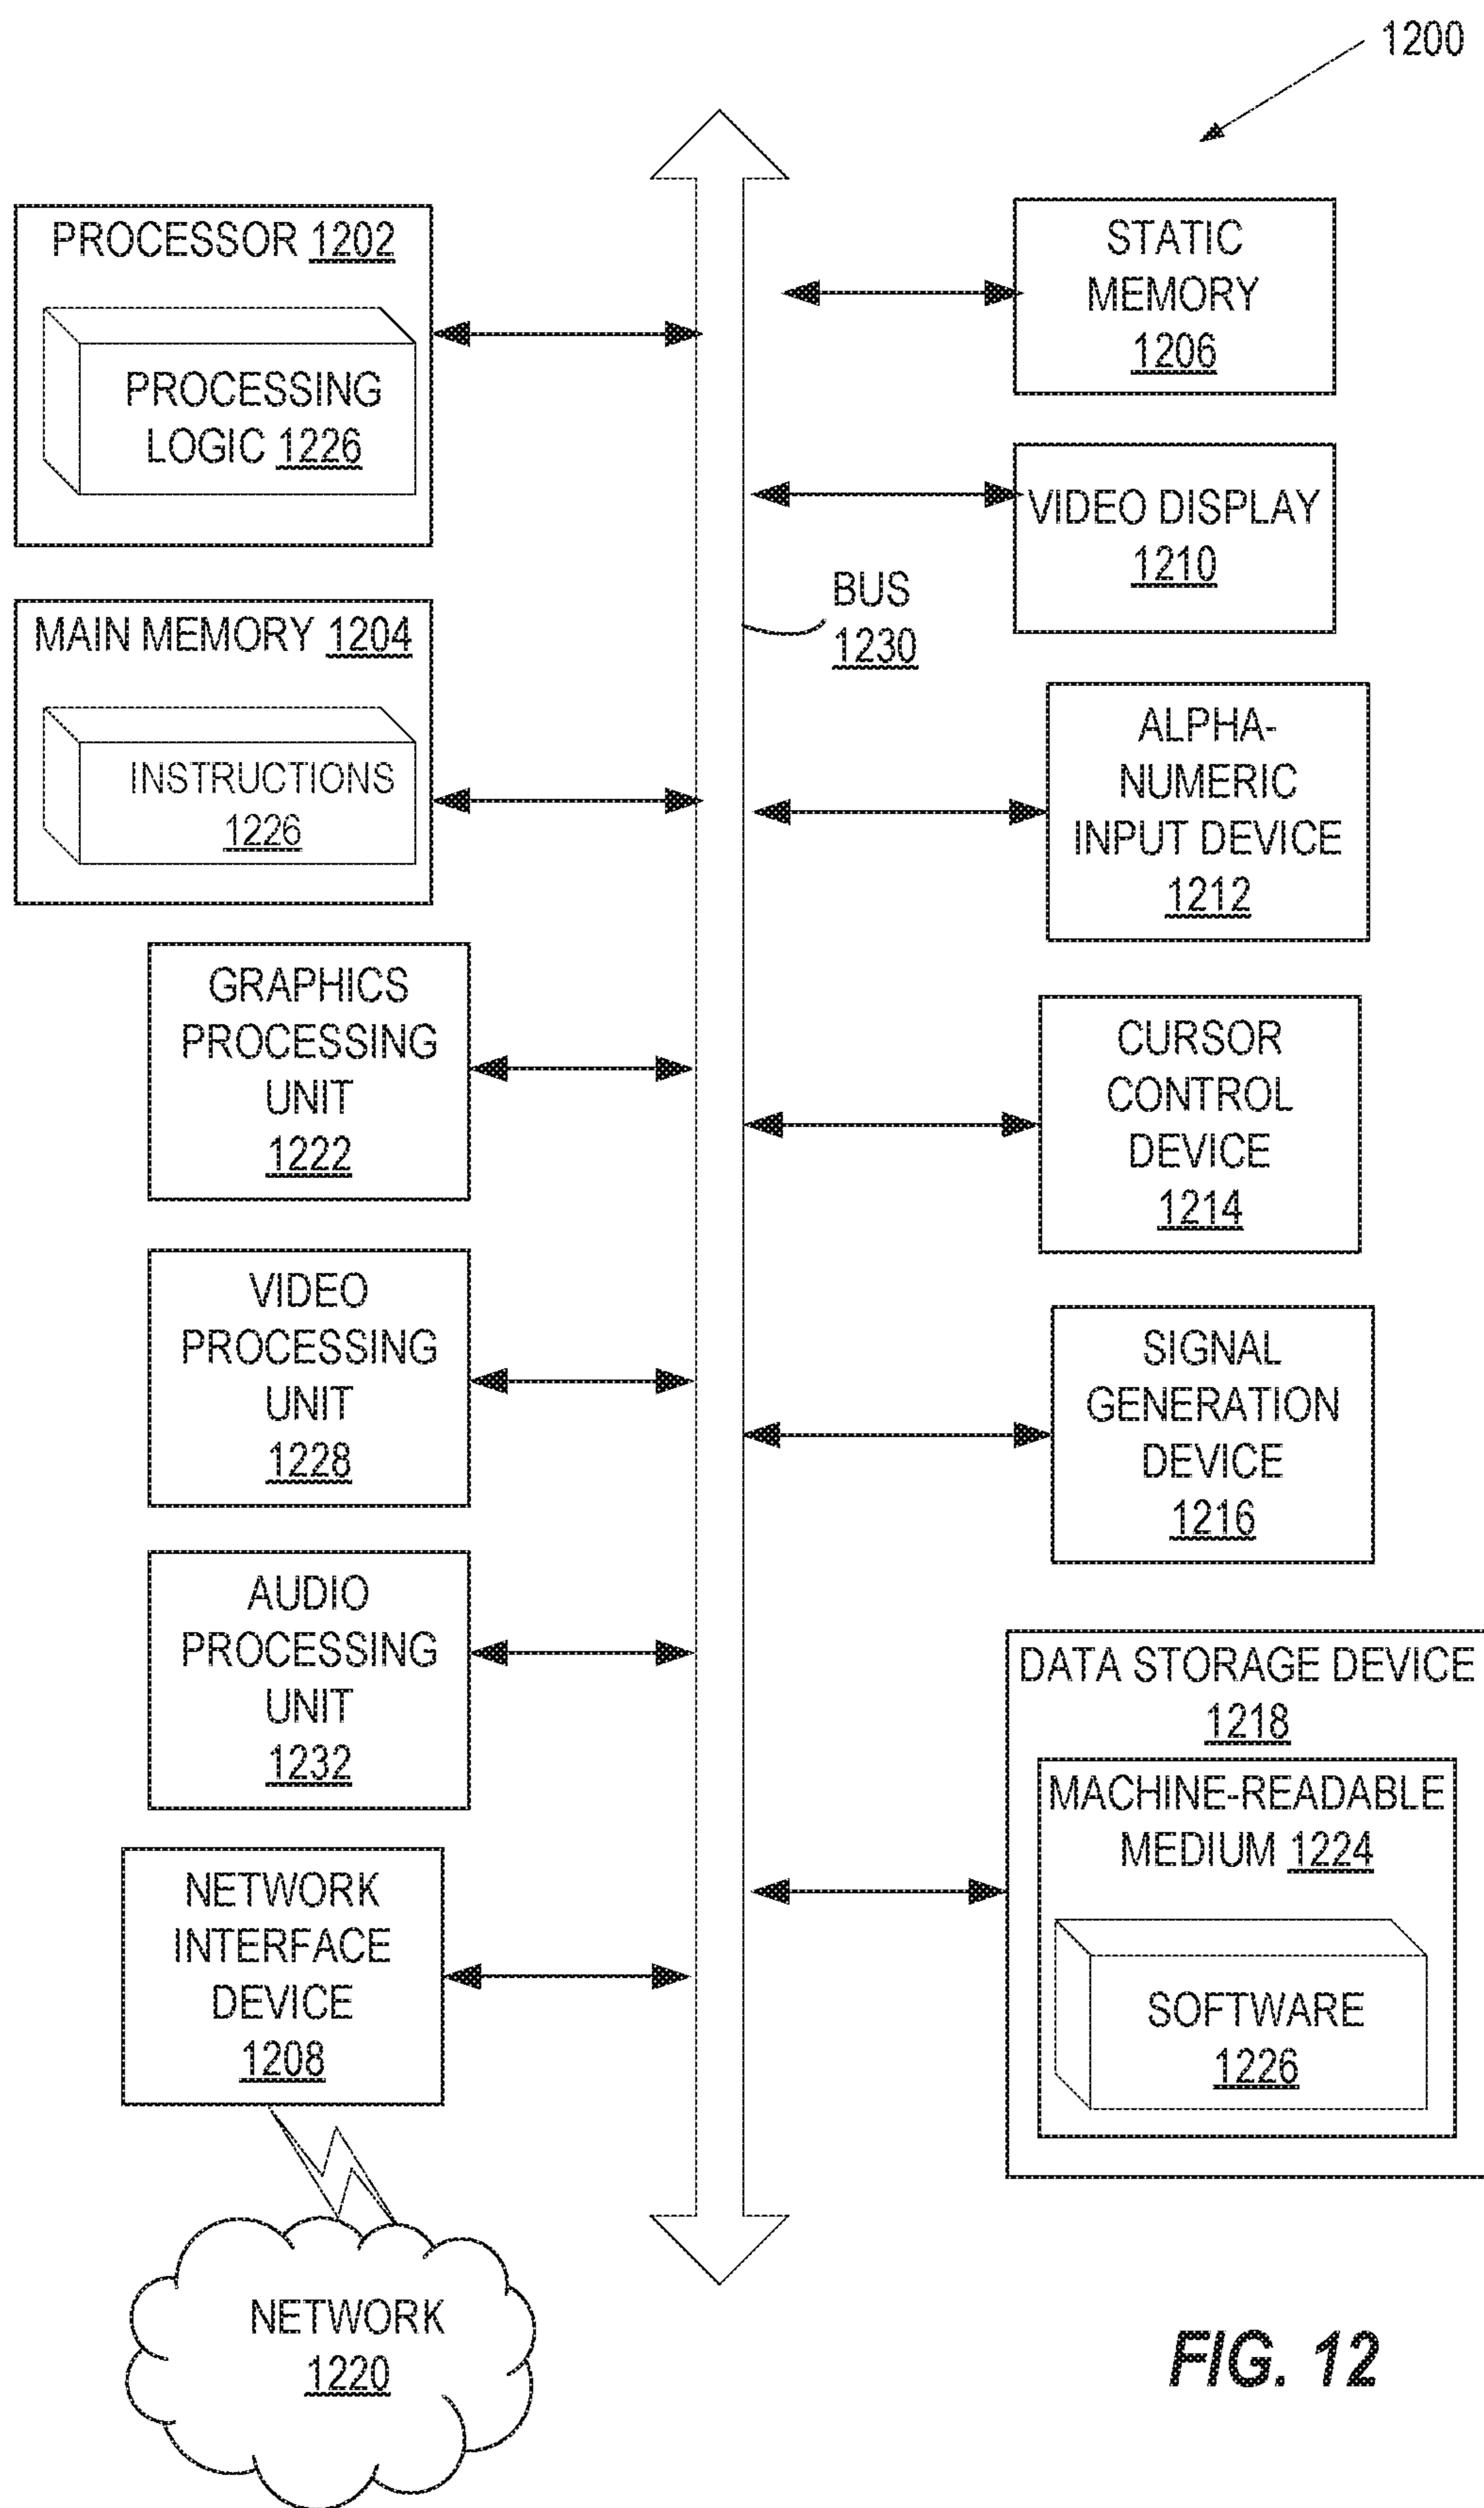 1200
PROCESSOR 1202
PROCESSING
LOGIC 1226
MAIN MEMORY 1204
INSTRUCTIONS
1226
GRAPHICS
PROCESSING
UNIT
1222
VIDEO
PROCESSING
UNIT
1228
AUDIO
PROCESSING
UNIT
1232
NETWORK
INTERFACE
DEVICE
1208
NETWORK
1220
BUS
1230
STATIC
MEMORY
1206
VIDEO DISPLAY
1210
ALPHA-
NUMERIC
INPUT DEVICE
1212
CURSOR
CONTROL
DEVICE
1214
SIGNAL
GENERATION
DEVICE
1216
DATA STORAGE DEVICE
1218
MACHINE-READABLE
MEDIUM 1224
SOFTWARE
1226
FIG. 12